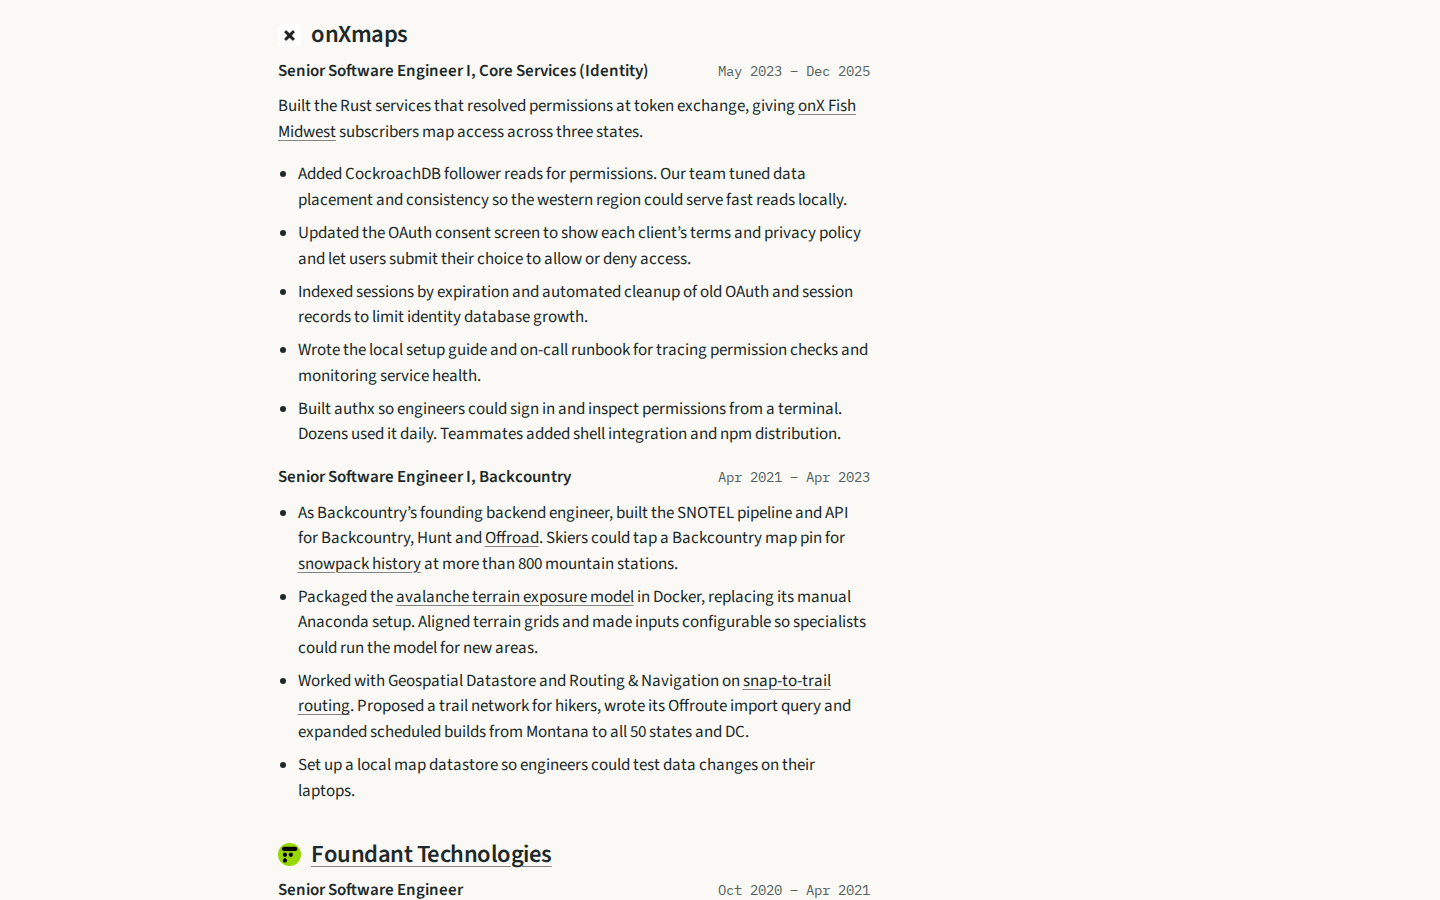 onXmaps
Senior Software Engineer I, Core Services (Identity) May 2023 – Dec 2025
Built the Rust services that resolved permissions at token exchange, giving onX Fish
Midwest subscribers map access across three states.
• Added CockroachDB follower reads for permissions. Our team tuned data
placement and consistency so the western region could serve fast reads locally.
• Updated the OAuth consent screen to show each client’s terms and privacy policy
and let users submit their choice to allow or deny access.
• Indexed sessions by expiration and automated cleanup of old OAuth and session
records to limit identity database growth.
• Wrote the local setup guide and on-call runbook for tracing permission checks and
monitoring service health.
• Built authx so engineers could sign in and inspect permissions from a terminal.
Dozens used it daily. Teammates added shell integration and npm distribution.
Senior Software Engineer I, Backcountry Apr 2021 – Apr 2023
• As Backcountry’s founding backend engineer, built the SNOTEL pipeline and API
for Backcountry, Hunt and Offroad. Skiers could tap a Backcountry map pin for
snowpack history at more than 800 mountain stations.
• Packaged the avalanche terrain exposure model in Docker, replacing its manual
Anaconda setup. Aligned terrain grids and made inputs configurable so specialists
could run the model for new areas.
• Worked with Geospatial Datastore and Routing & Navigation on snap-to-trail
routing. Proposed a trail network for hikers, wrote its Offroute import query and
expanded scheduled builds from Montana to all 50 states and DC.
• Set up a local map datastore so engineers could test data changes on their
laptops.
Foundant Technologies
Senior Software Engineer Oct 2020 – Apr 2021